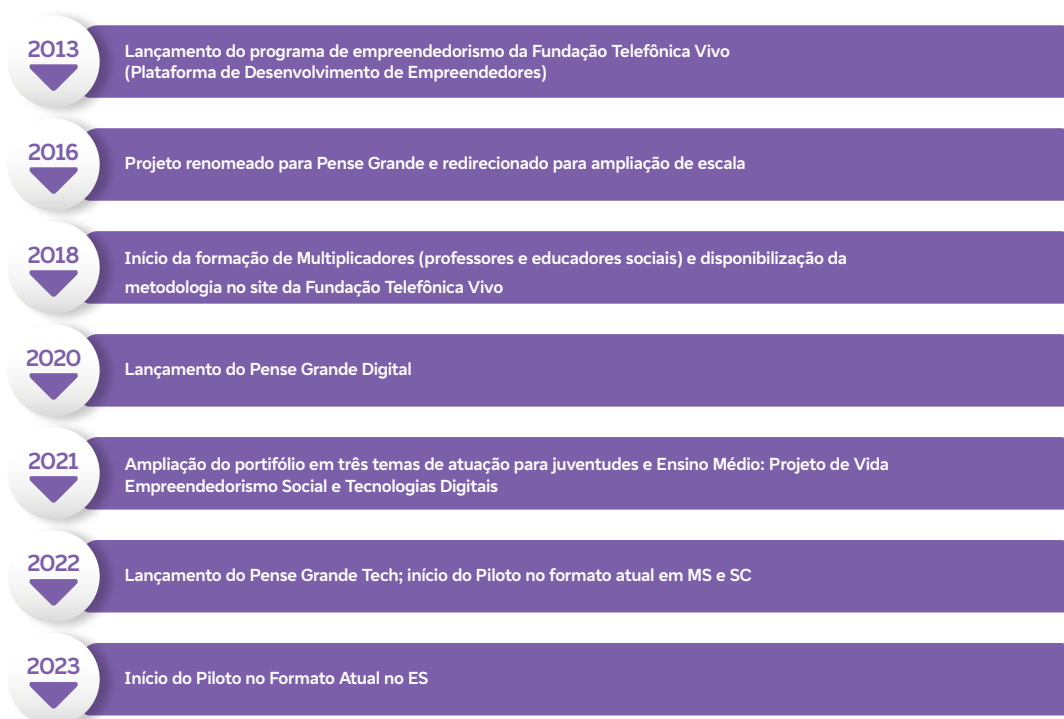 2013
Lançamento do programa de empreendedorismo da Fundação Telefônica Vivo
(Plataforma de Desenvolvimento de Empreendedores)
2016
Projeto renomeado para Pense Grande e redirecionado para ampliação de escala
2018
Início da formação de Multiplicadores (professores e educadores sociais) e disponibilização da
metodologia no site da Fundação Telefônica Vivo
2020
Lançamento do Pense Grande Digital
2021
Ampliação do portifólio em três temas de atuação para juventudes e Ensino Médio: Projeto de Vida
Empreendedorismo Social e Tecnologias Digitais
2022
Lançamento do Pense Grande Tech; início do Piloto no formato atual em MS e SC
2023
Início do Piloto no Formato Atual no ES